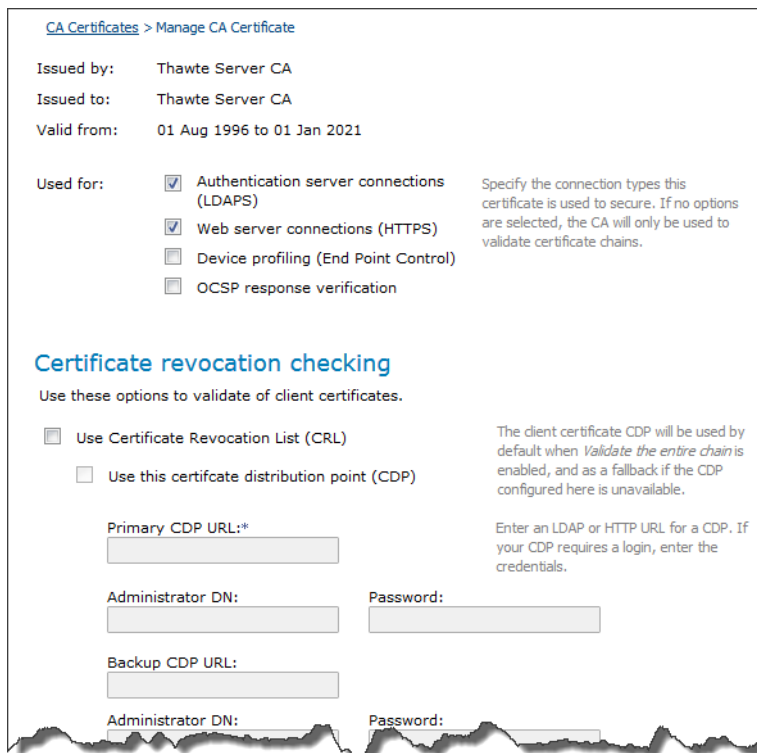 CA Certificates > Manage CA Certificate
Issued by: Thawte Server CA
Issued to: Thawte Server CA
Valid from: 01 Aug 1996 to 01 Jan 2021
Used for:
Authentication server connections
(LDAPS)
Web server connections (HTTPS)
Device profiling (End Point Control)
OCSP response verification
Specify the connection types this
certificate is used to secure. If no options
are selected, the CA will only be used to
validate certificate chains.
Certificate revocation checking
Use these options to validate of client certificates.
Use Certificate Revocation List (CRL)
Use this certifcate distribution point (CDP)
The client certificate CDP will be used by
default when Validate the entire chain is
enabled, and as a fallback if the CDP
configured here is unavailable.
Primary CDP URL:*
Enter an LDAP or HTTP URL for a CDP. If
your CDP requires a login, enter the
credentials.
Administrator DN: Password:
Backup CDP URL:
Administrator DN: Password: